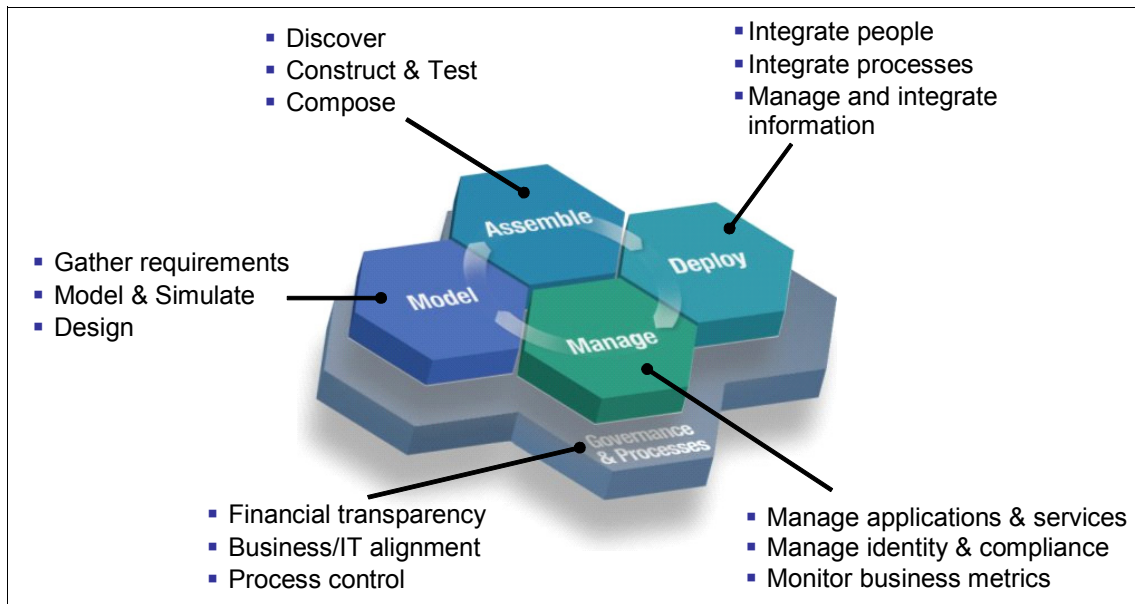 Discover
Construct & Test
Compose
Integrate people
Integrate processes
Manage and integrate
information
Assemble
Deploy
Gather requirements
Model & Simulate
Design
Model
Manage
Governance
& Processes
Financial transparency
Business/IT alignment
Process control
Manage applications & services
Manage identity & compliance
Monitor business metrics